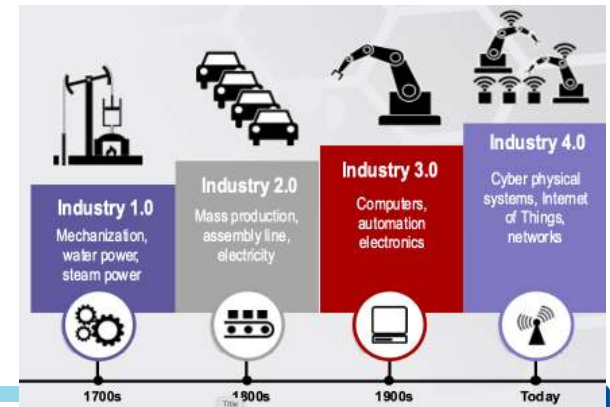 Industry 1.0
Mechanization,
water power,
steam power
Industry 2.0
Mass production,
assembly line,
electricity
Industry 3.0
Computers,
automation
electronics
Industry 4.0
Cyber physical
systems, Internet
of Things,
networks
1700s
1800s
1900s
Today
Title